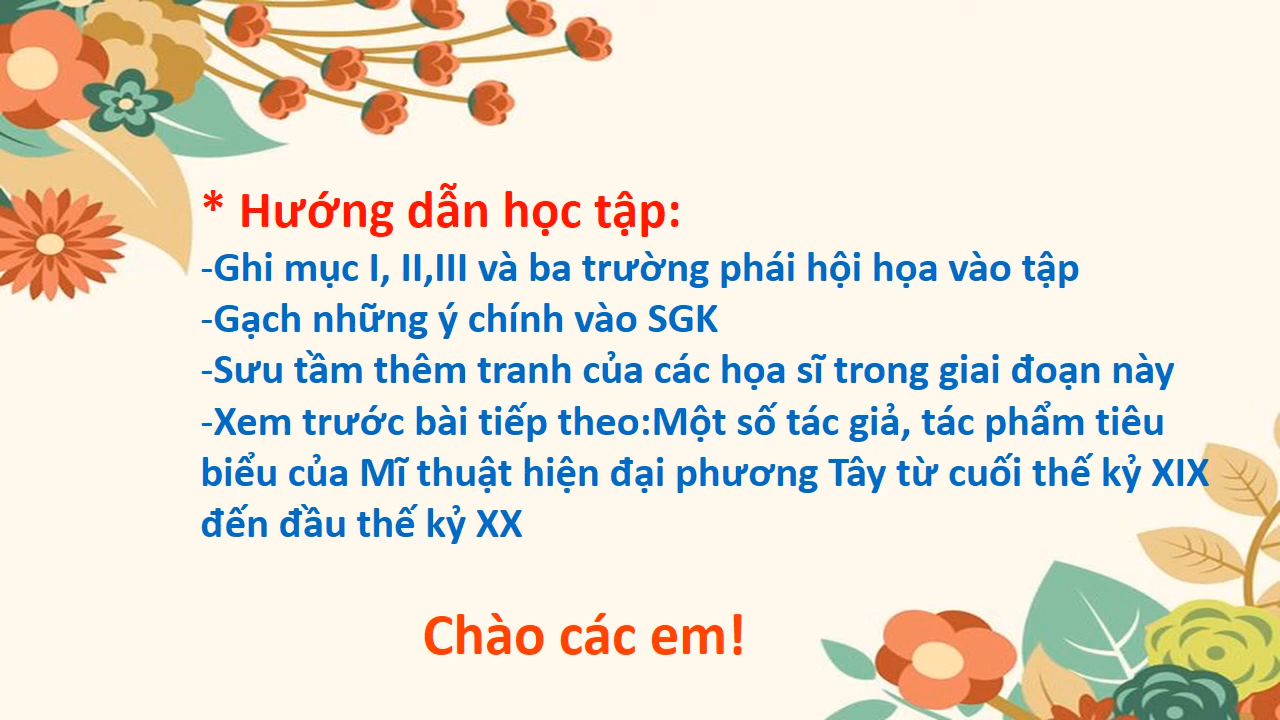 * Hướng dẫn học tập:
-Ghi mục I, II,III và ba trường phái hội họa vào tập
-Gạch những ý chính vào SGK
-Sưu tầm thêm tranh của các họa sĩ trong giai đoạn này
-Xem trước bài tiếp theo:Một số tác giả, tác phẩm tiêu
biểu của Mĩ thuật hiện đại phương Tây từ cuối thế kỷ XIX
đến đầu thế kỷ XX
Chào các em!